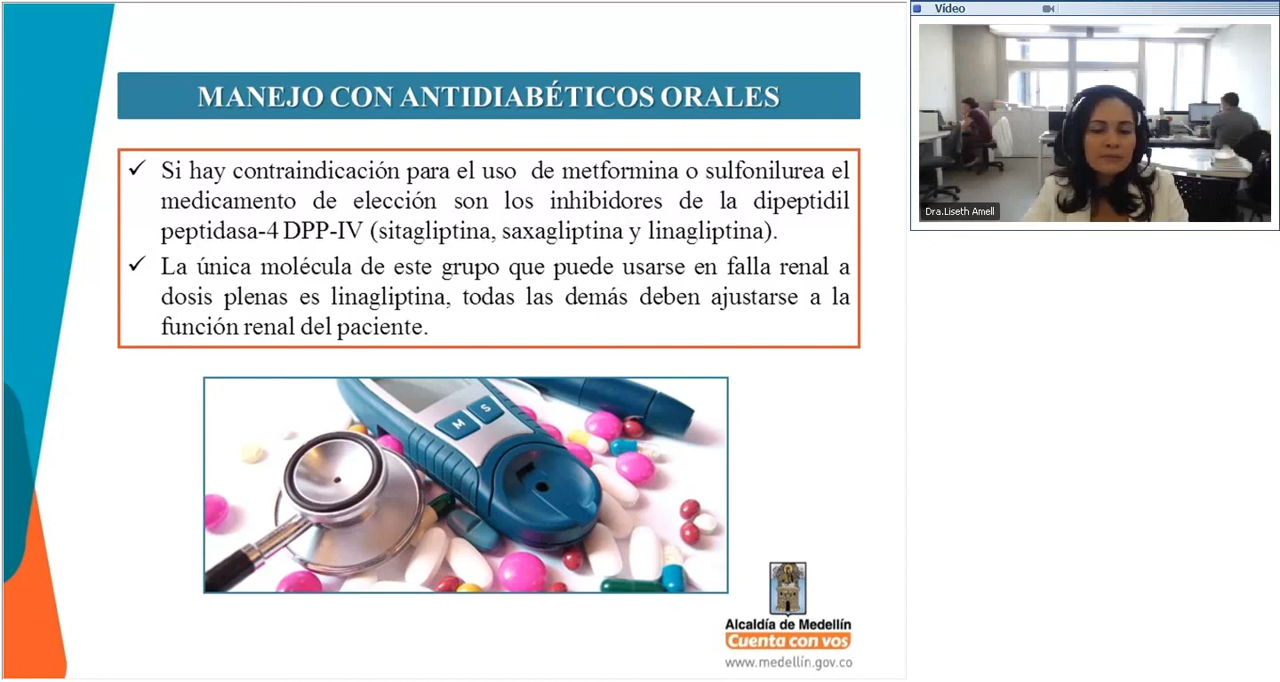 Vídeo
MANEJO CON ANTIDIABÉTICOS ORALES
✓ Si hay contraindicación para el uso de metformina o sulfonilurea el
medicamento de elección son los inhibidores de la dipeptidil
peptidasa-4 DPP-IV (sitagliptina, saxagliptina y linagliptina).
✓ La única molécula de este grupo que puede usarse en falla renal a
dosis plenas es linagliptina, todas las demás deben ajustarse a la
función renal del paciente.
M S
Dra.Liseth Amell
Alcaldía de Medellín
Cuenta con vos
www.medellín.gov.co